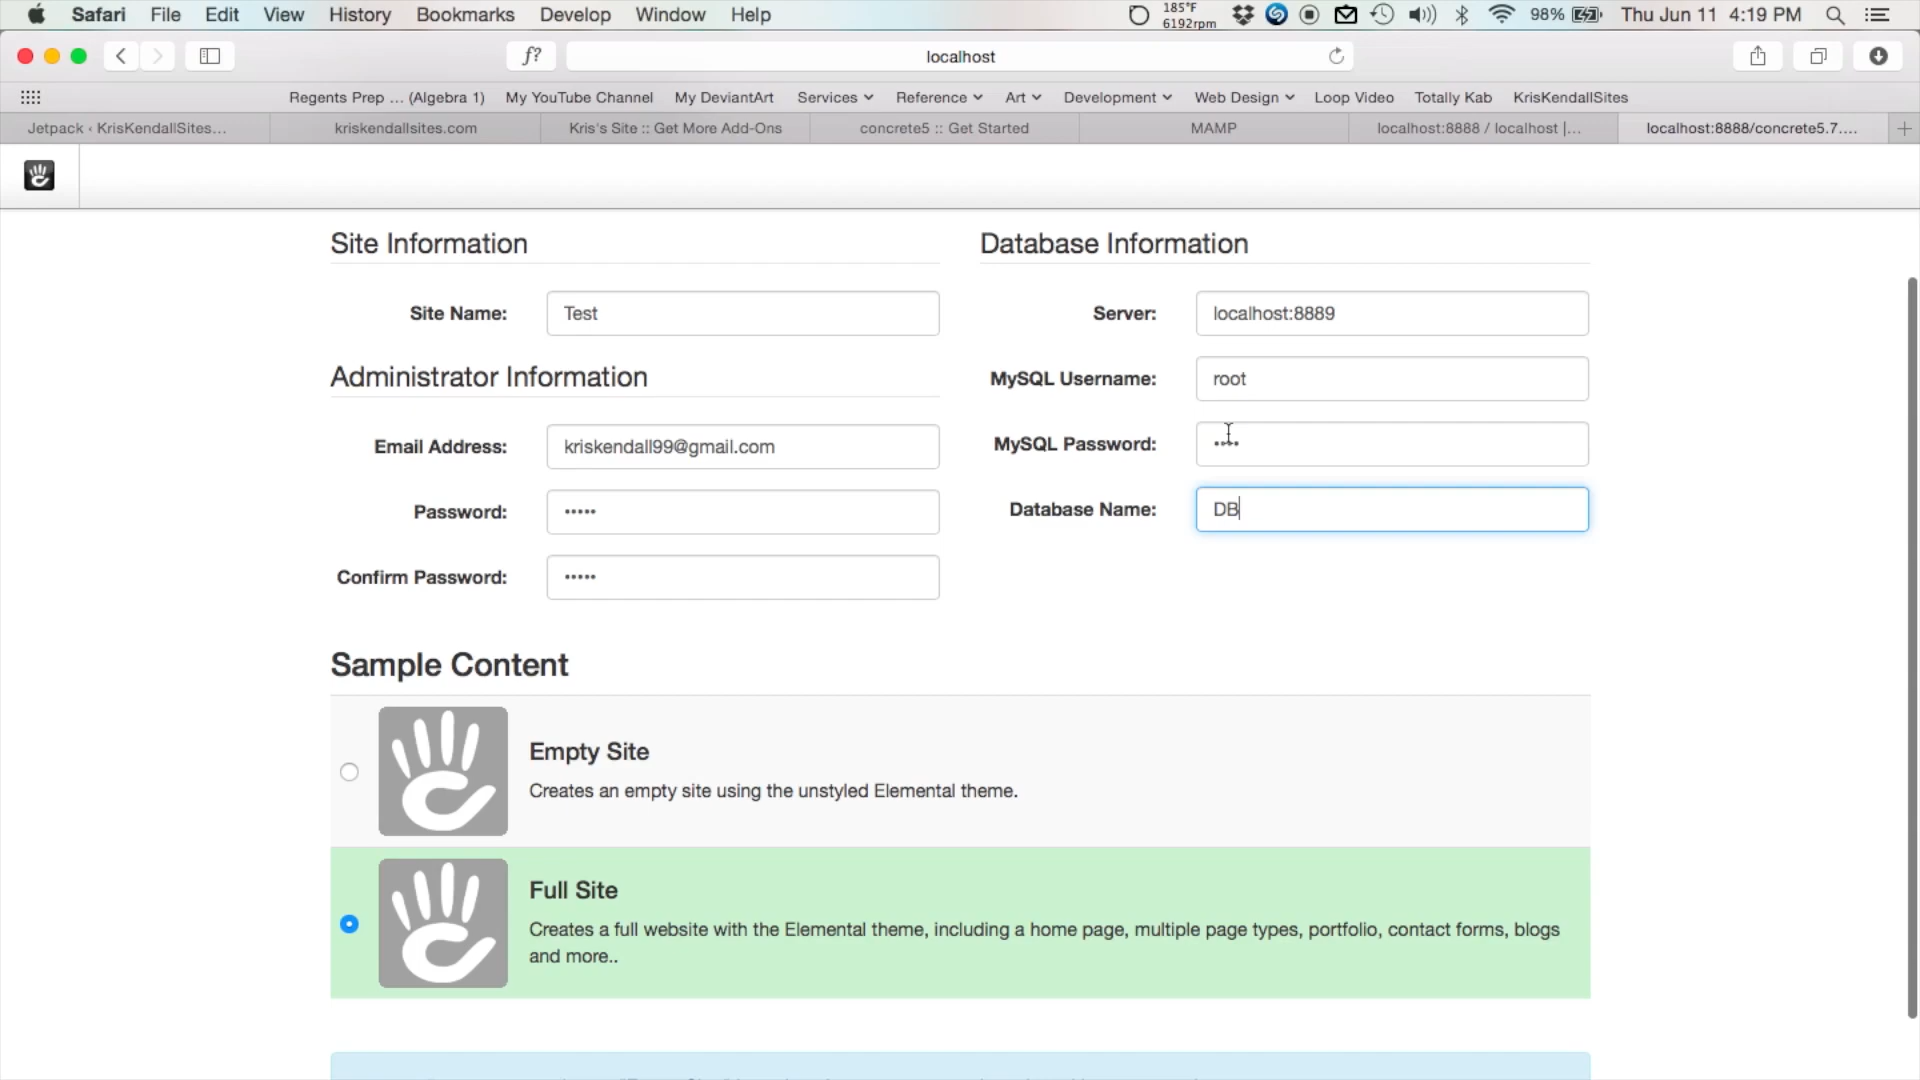 Safari File Edit View History Bookmarks Develop Window Help 185°F 6192rpm 98% Thu Jun 11 4:19 PM
f? localhost
Regents Prep ... (Algebra 1) My YouTube Channel My DeviantArt Services Reference Art Development Web Design Loop Video Totally Kab KrisKendallSites
Jetpack ‹ KrisKendallSites... kriskendallsites.com Kris's Site :: Get More Add-Ons concrete5 :: Get Started MAMP localhost:8888 / localhost |... localhost:8888/concrete5.7....
Site Information
Site Name: Test
Administrator Information
Email Address: kriskendall99@gmail.com
Password: •••••
Confirm Password: •••••
Database Information
Server: localhost:8889
MySQL Username: root
MySQL Password: ••••
Database Name: DB
Sample Content
Empty Site
Creates an empty site using the unstyled Elemental theme.
Full Site
Creates a full website with the Elemental theme, including a home page, multiple page types, portfolio, contact forms, blogs
and more..